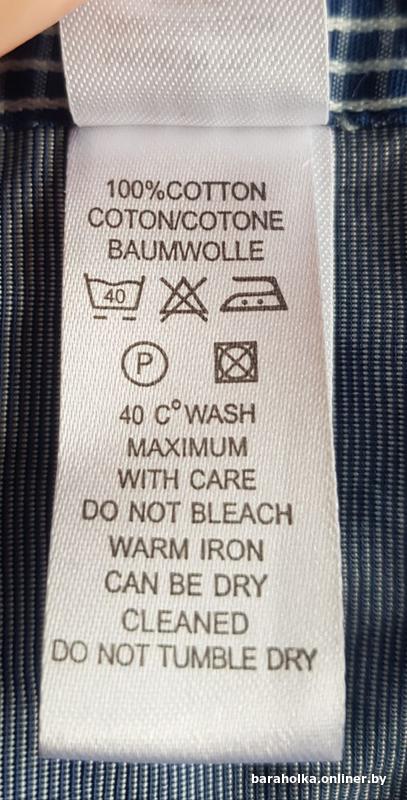 100%COTTON
COTON/COTONE
BAUMWOLLE
40
P
40 C°WASH
MAXIMUM
WITH CARE
DO NOT BLEACH
WARM IRON
CAN BE DRY
CLEANED
DO NOT TUMBLE DRY
baraholka.onliner.by